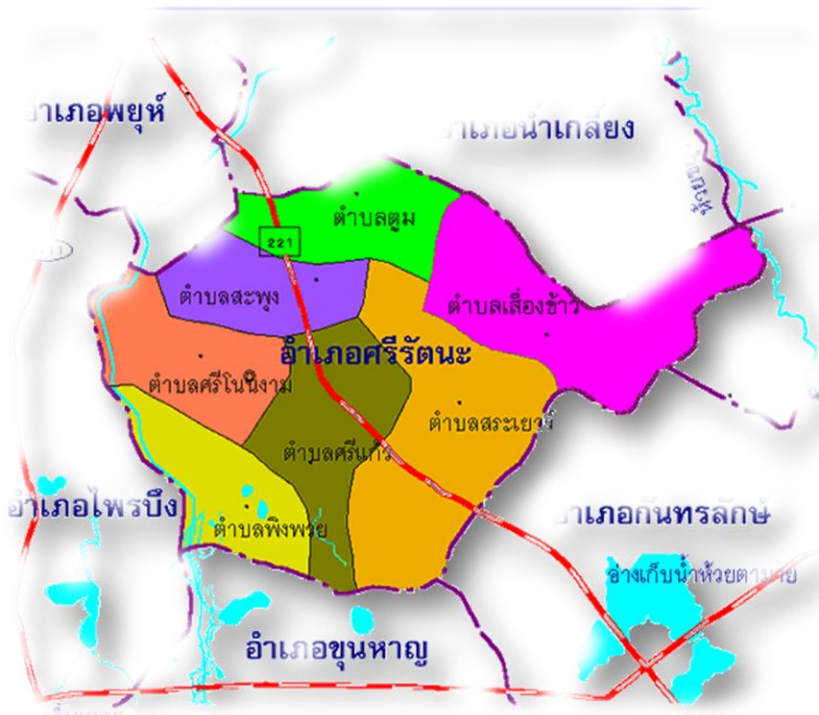 อำเภอพยุห์
อำเภอน้ำเกลี้ยง
ตำบลตูม
221
ตำบลสะพุง
ตำบลเสื่องข้าว
อำเภอศรีรัตนะ
ตำบลศรีโนนงาม
ตำบลสระเยาว์
ตำบลศรีแก้ว
อำเภอไพรบึง
อำเภอกันทรลักษ์
ตำบลพิงพวย
อ่างเก็บน้ำห้วยตามาย
อำเภอขุนหาญ